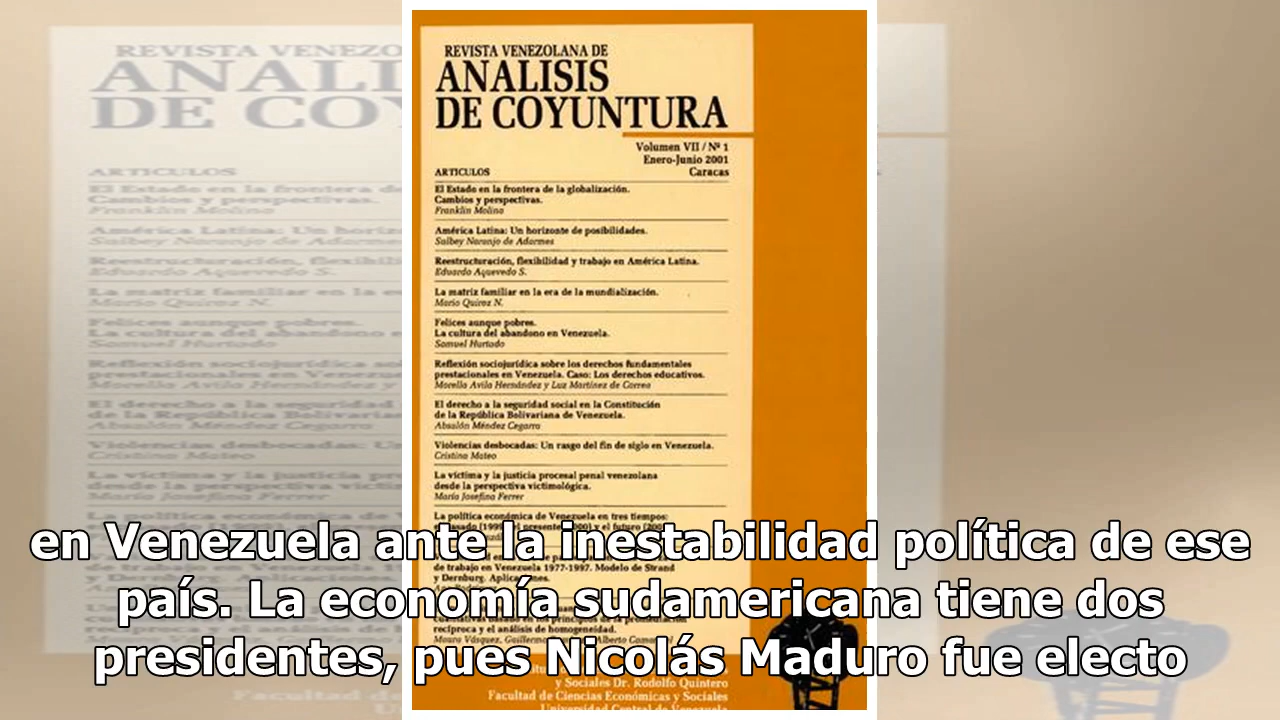 REVISTA VENEZOLANA DE
ANALISIS
DE COYUNTURA
Volumen VII / Nº 1
Enero-Junio 2001
Caracas
ARTICULOS
El Estado en la frontera de la globalización.
Cambios y perspectivas.
Franklin Molina
América Latina: Un horizonte de posibilidades.
Salbey Naranjo de Adarmes
Reestructuración, flexibilidad y trabajo en América Latina.
Eduardo Aquevedo S.
La matriz familiar en la era de la mundialización.
Mario Quiroz N.
Felices aunque pobres.
La cultura del abandono en Venezuela.
Samuel Hurtado
Reflexión sociojurídica sobre los derechos fundamentales
prestacionales en Venezuela. Caso: Los derechos educativos.
Morella Avila Hernández y Luz Martínez de Correa
El derecho a la seguridad social en la Constitución
de la República Bolivariana de Venezuela.
Absalón Méndez Cegarra
Violencias desbocadas: Un rasgo del fin de siglo en Venezuela.
Cristina Mateo
La víctima y la justicia procesal penal venezolana
desde la perspectiva victimológica.
María Josefina Ferrer
La política económica de Venezuela en tres tiempos:
de trabajo en Venezuela 1977-1997. Modelo de Strand
y Dernburg. Aplicaciones.
recíproca y el análisis de homogeneidad.
y Sociales Dr. Rodolfo Quintero
Facultad de Ciencias Económicas y Sociales
Universidad Central de Venezuela
en Venezuela ante la inestabilidad política de ese
país. La economía sudamericana tiene dos
presidentes, pues Nicolás Maduro fue electo